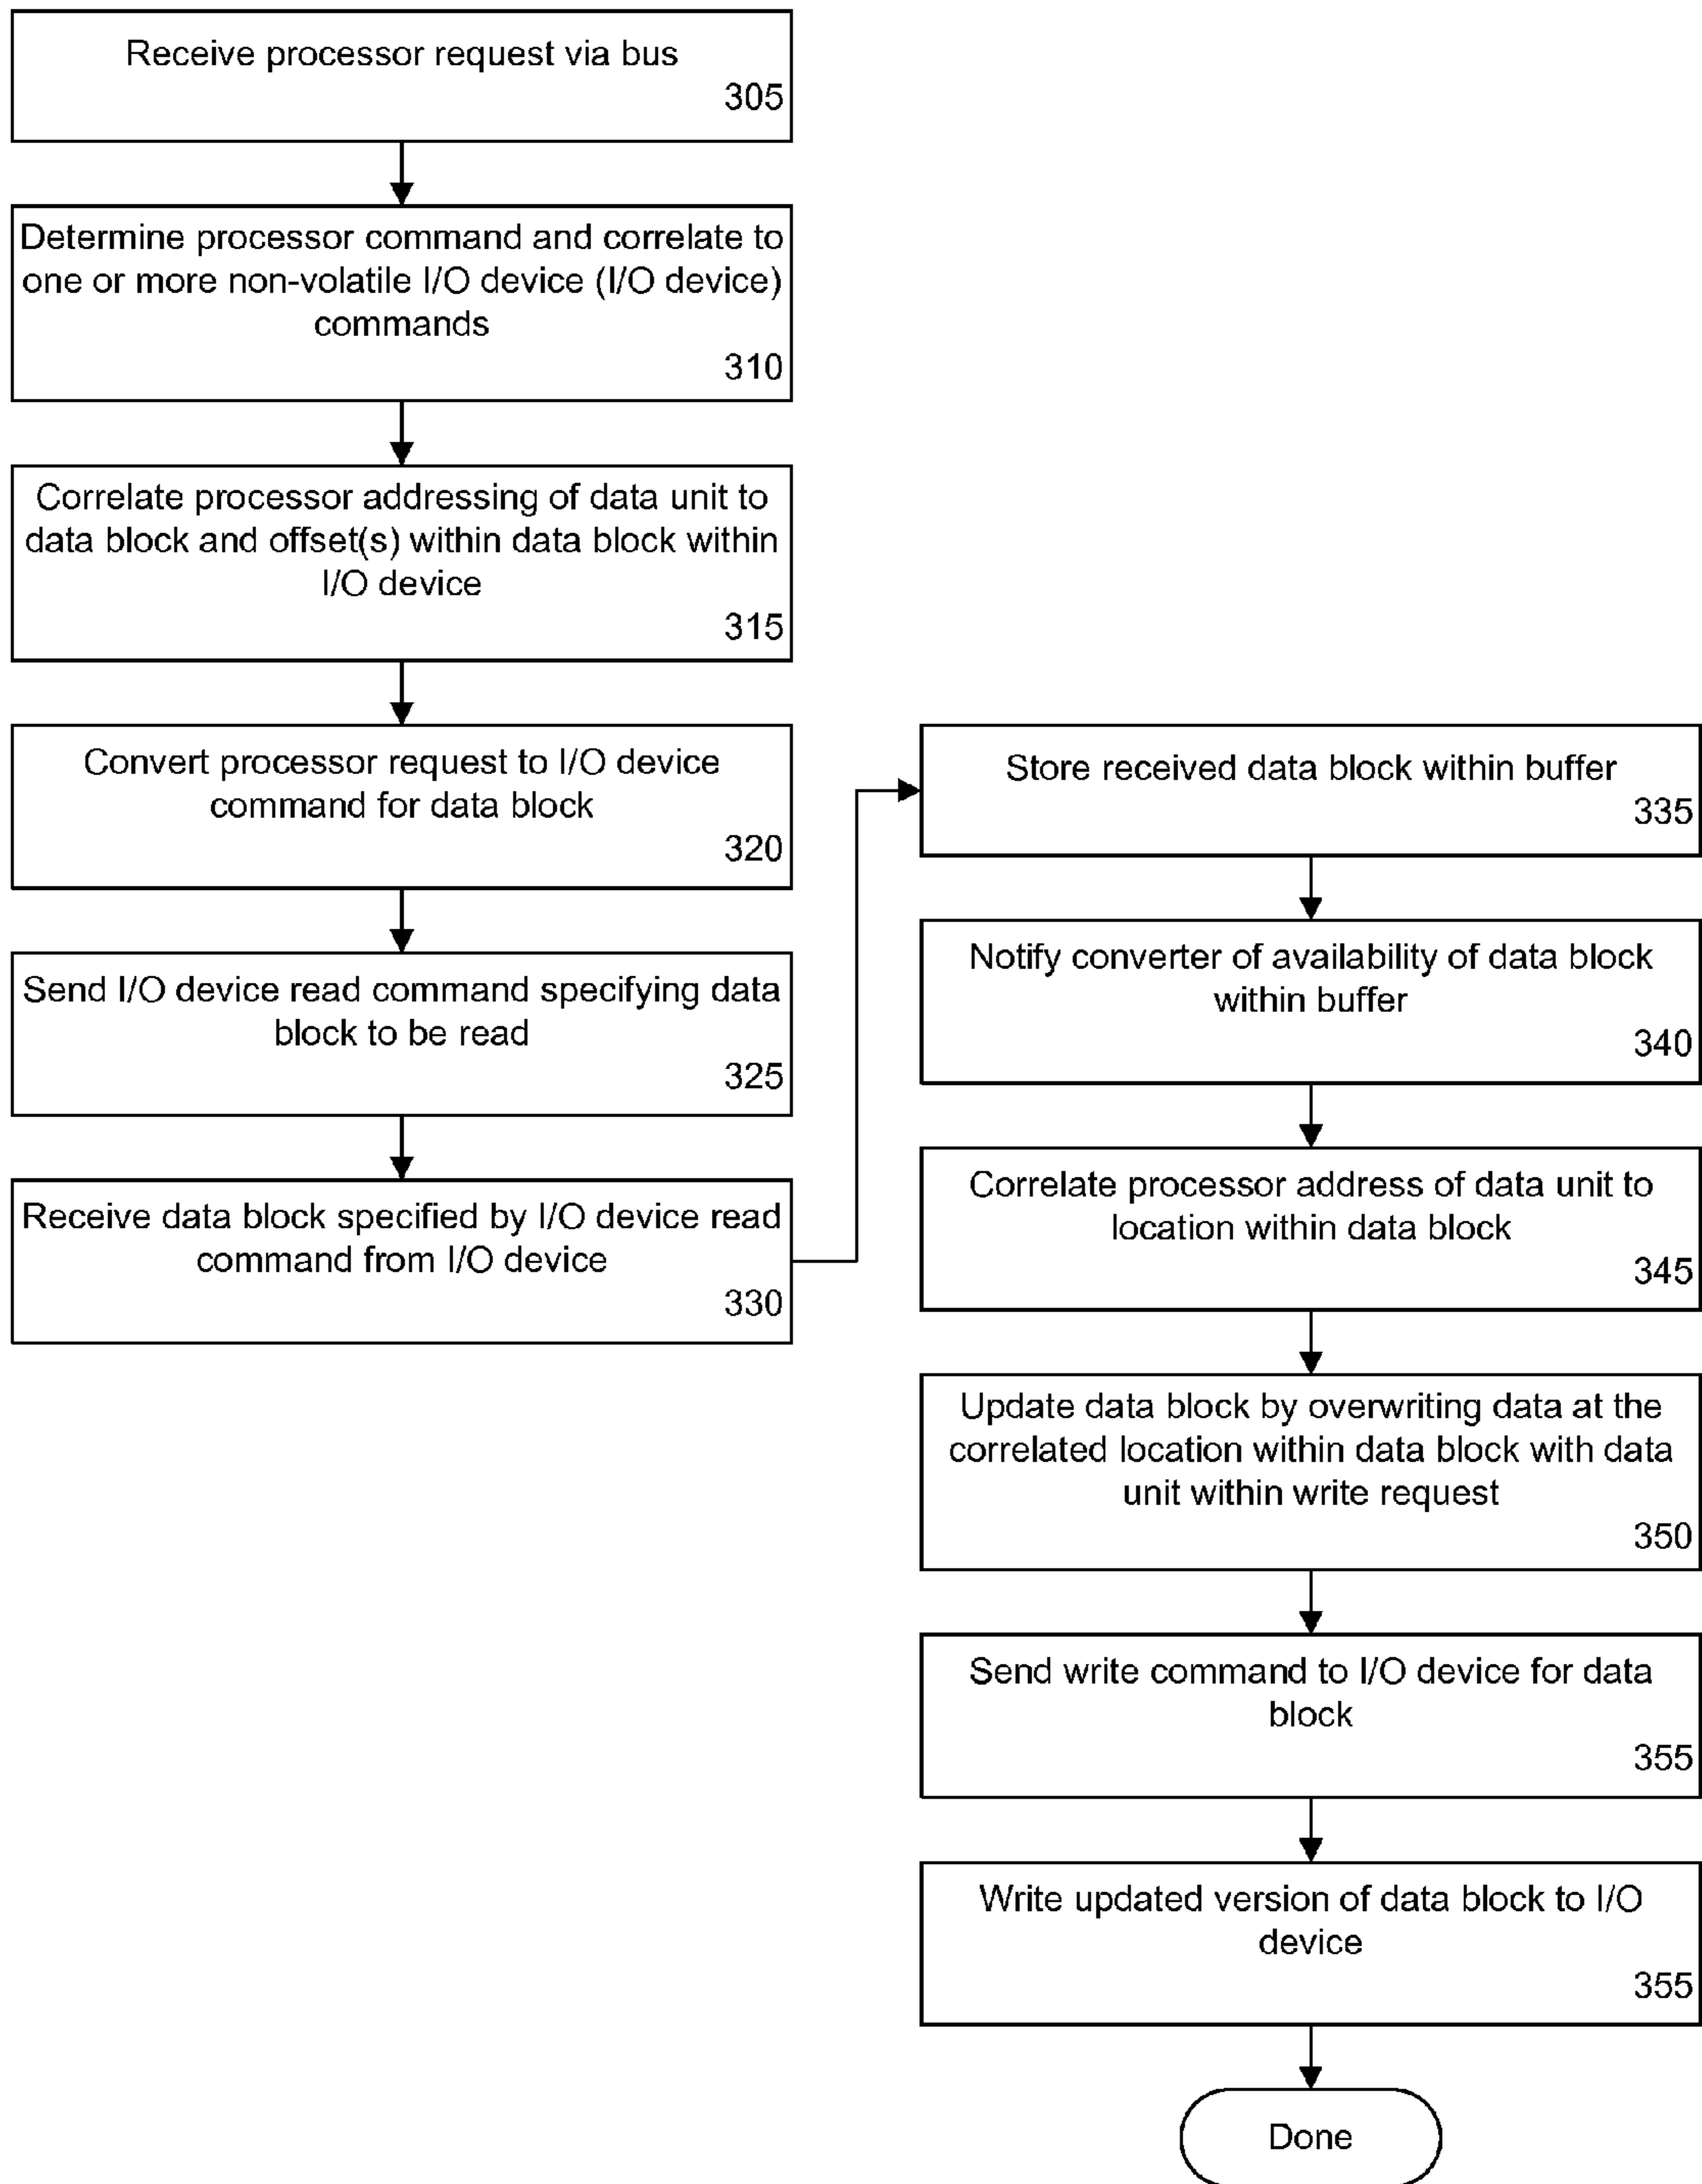 Receive processor request via bus
305
Determine processor command and correlate to
one or more non-volatile I/O device (I/O device)
commands
310
Correlate processor addressing of data unit to
data block and offset(s) within data block within
I/O device
315
Convert processor request to I/O device
command for data block
320
Send I/O device read command specifying data
block to be read
325
Receive data block specified by I/O device read
command from I/O device
330
Store received data block within buffer
335
Notify converter of availability of data block
within buffer
340
Correlate processor address of data unit to
location within data block
345
Update data block by overwriting data at the
correlated location within data block with data
unit within write request
350
Send write command to I/O device for data
block
355
Write updated version of data block to I/O
device
355
Done